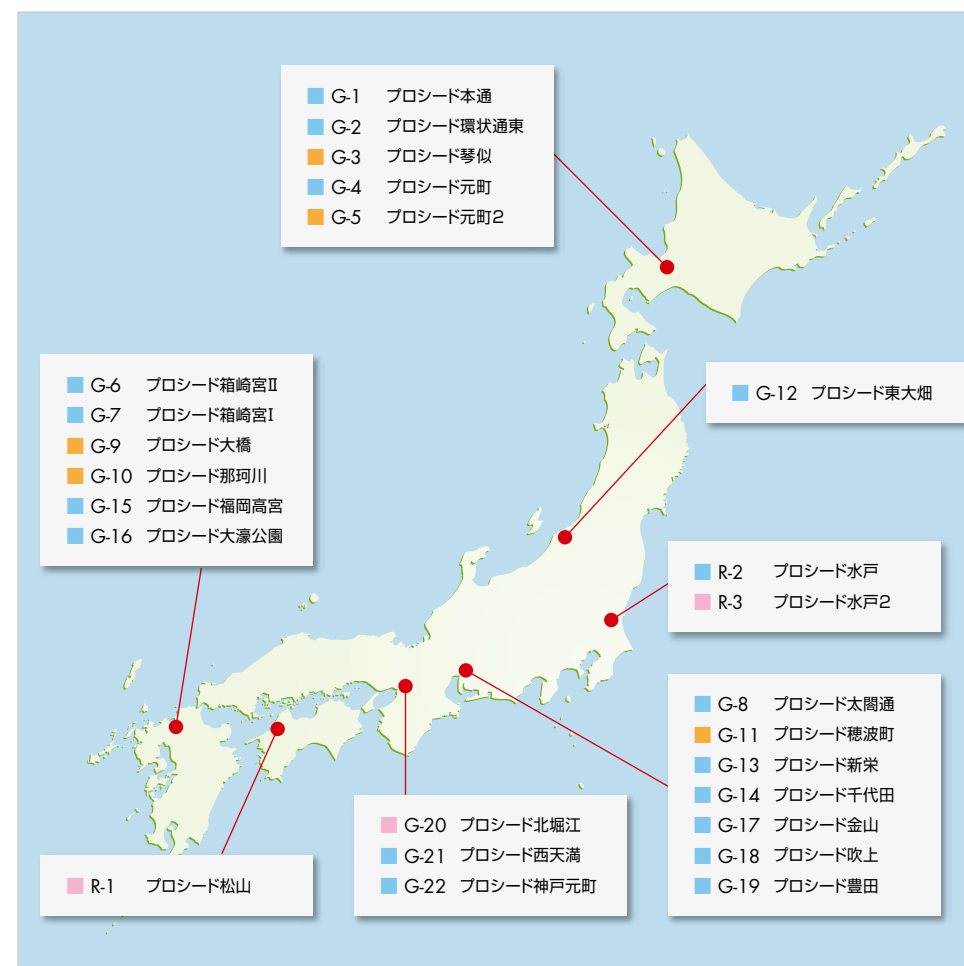 G-1 プロシード本通
G-2 プロシード環状通東
G-3 プロシード琴似
G-4 プロシード元町
G-5 プロシード元町2
G-6 プロシード箱崎宮Ⅱ
G-7 プロシード箱崎宮Ⅰ
G-9 プロシード大橋
G-10 プロシード那珂川
G-15 プロシード福岡高宮
G-16 プロシード大濠公園
G-12 プロシード東大畑
R-2 プロシード水戸
R-3 プロシード水戸2
G-8 プロシード太閤通
G-11 プロシード穂波町
G-13 プロシード新栄
G-14 プロシード千代田
G-17 プロシード金山
G-18 プロシード吹上
G-19 プロシード豊田
G-20 プロシード北堀江
G-21 プロシード西天満
G-22 プロシード神戸元町
R-1 プロシード松山